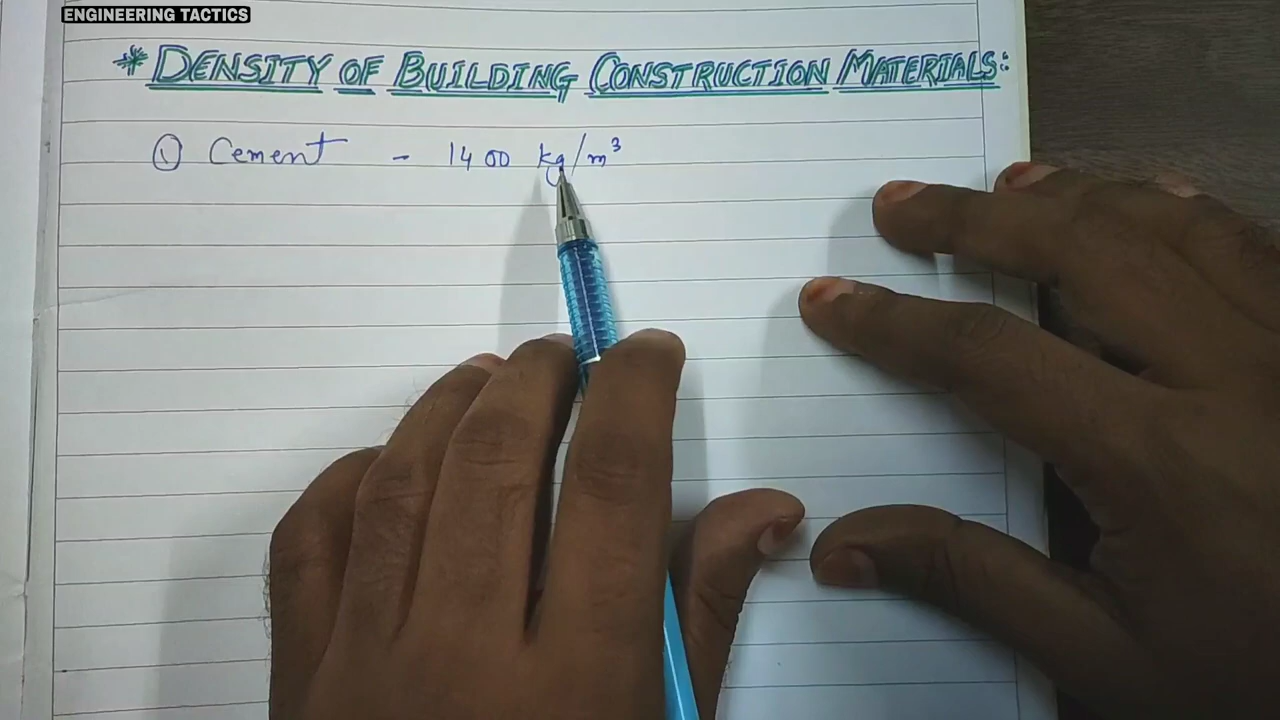 ENGINEERING TACTICS
* DENSITY OF BUILDING CONSTRUCTION MATERIALS:
① Cement - 1400 kg/m³